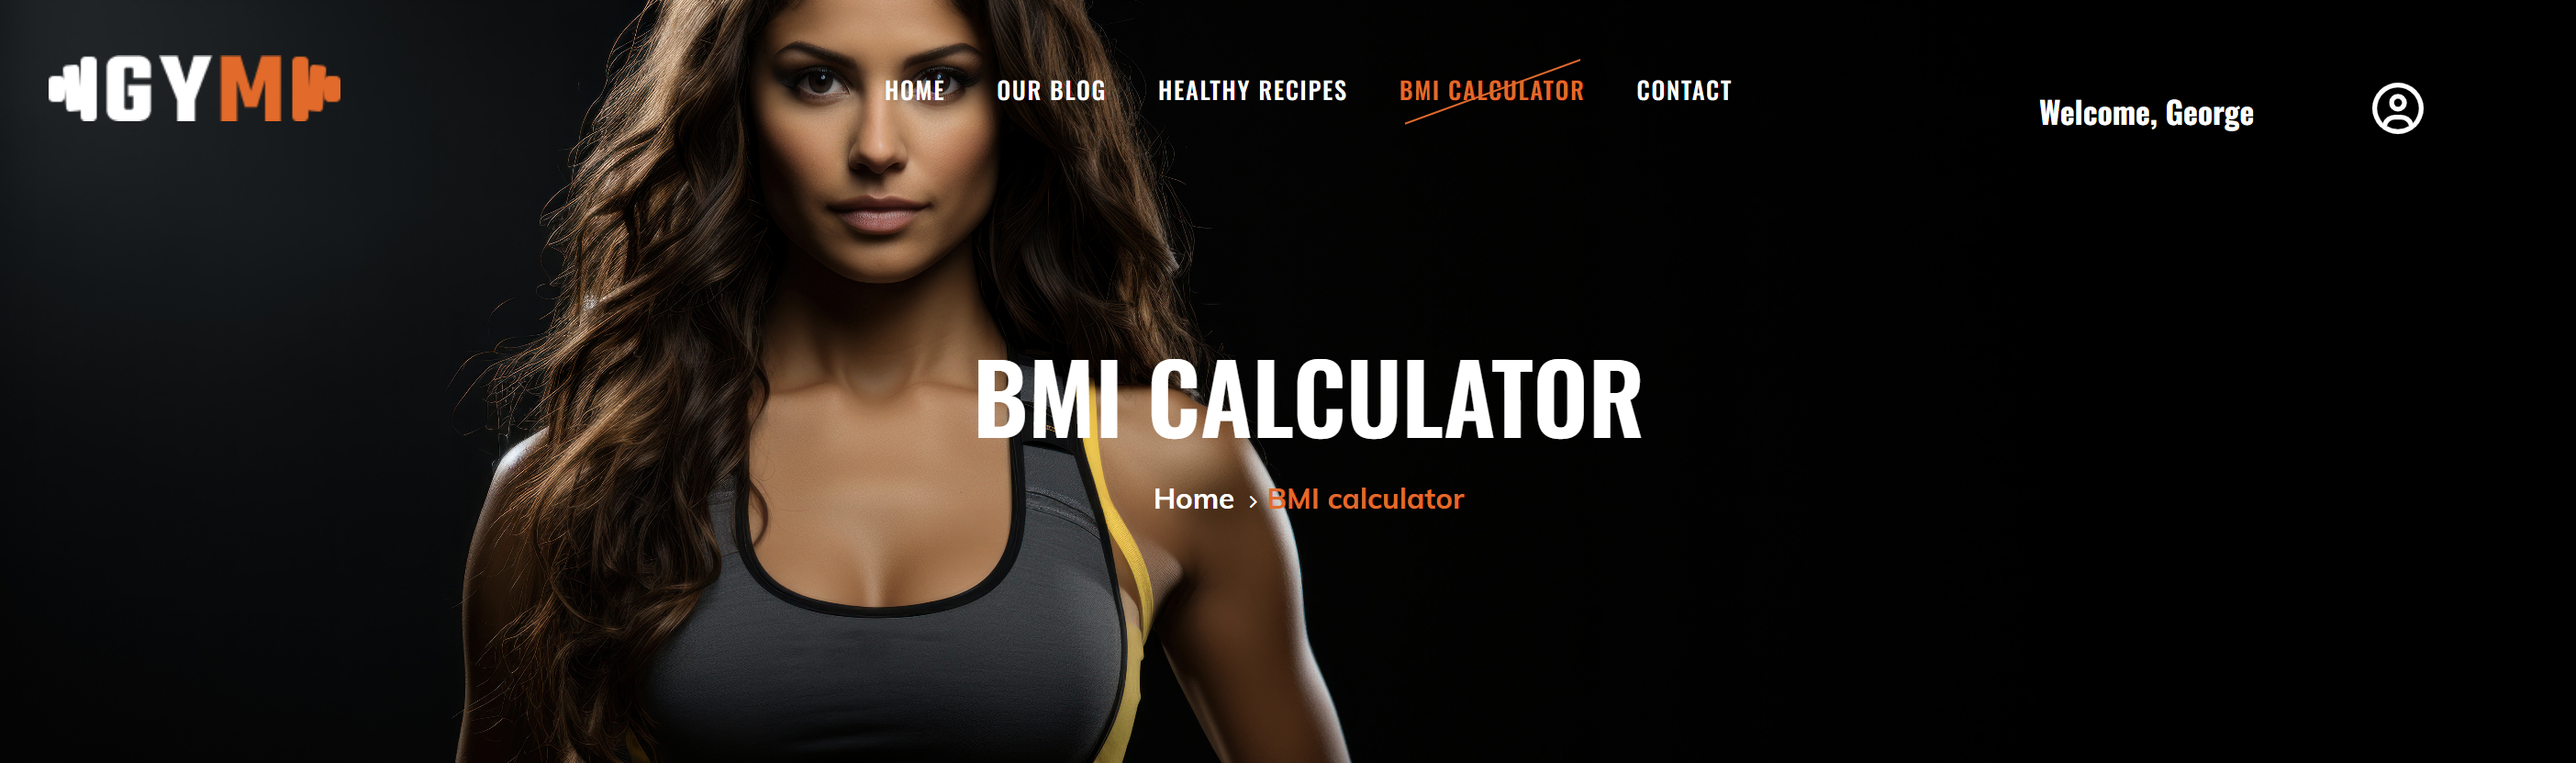 GYM
HOME OUR BLOG HEALTHY RECIPES BMI CALCULATOR CONTACT
Welcome, George
BMI CALCULATOR
Home › BMI calculator